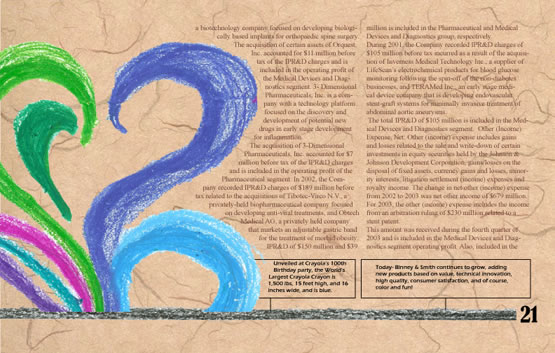 a biotechnology company focused on developing biologi-
cally based implants for orthopaedic spine surgery.
The acquisition of certain assets of Orquest,
Inc. accounted for $11 million before
tax of the IPR&D charges and is
included in the operating profit of
the Medical Devices and Diag-
nostics segment. 3-Dimensional
Pharmaceuticals, Inc. is a com-
pany with a technology platform
focused on the discovery and
development of potential new
drugs in early stage development
for inflammation.
The acquisition of 3-Dimensional
Pharmaceuticals, Inc. accounted for $7
million before tax of the IPR&D charges
and is included in the operating profit of the
Pharmaceutical segment. In 2002, the Com-
pany recorded IPR&D charges of $189 million before
tax related to the acquisitions of Tibotec-Virco N.V., a
privately-held biopharmaceutical company focused
on developing anti-viral treatments, and Obtech
Medical AG, a privately held company
that markets an adjustable gastric band
for the treatment of morbid obesity.
IPR&D of $150 million and $39
million is included in the Pharmaceutical and Medical
Devices and Diagnostics group, respectively.
During 2001, the Company recorded IPR&D charges of
$105 million before tax incurred as a result of the acquisi-
tion of Inverness Medical Technology Inc., a supplier of
LifeScan's electrochemical products for blood glucose
monitoring following the spin-off of the non-diabetes
businesses, and TERAMed Inc., an early stage medi-
cal device company that is developing endovascular
stent-graft systems for minimally invasive treatment of
abdominal aortic aneurysms.
The total IPR&D of $105 million is included in the Med-
ical Devices and Diagnostics segment. Other (Income)
Expense, Net Other (income) expense includes gains
and losses related to the sale and write-down of certain
investments in equity securities held by the Johnson &
Johnson Development Corporation, gains/losses on the
disposal of fixed assets, currency gains and losses, minor-
ity interests, litigation settlement (income) expenses and
royalty income. The change in net other (income) expense
from 2002 to 2003 was net other income of $679 million.
For 2003, the other (income) expense includes the income
from an arbitration ruling of $230 million related to a
stent patent.
This amount was received during the fourth quarter of
2003 and is included in the Medical Devices and Diag-
nostics segment operating profit. Also, included in the
Unveiled at Crayola's 100th
Birthday party, the World's
Largest Crayola Crayon is
1,500 lbs, 15 feet high, and 16
inches wide, and is blue.
Today- Binney & Smith continues to grow, adding
new products based on value, technical innovation,
high quality, consumer satisfaction, and of course,
color and fun!
21